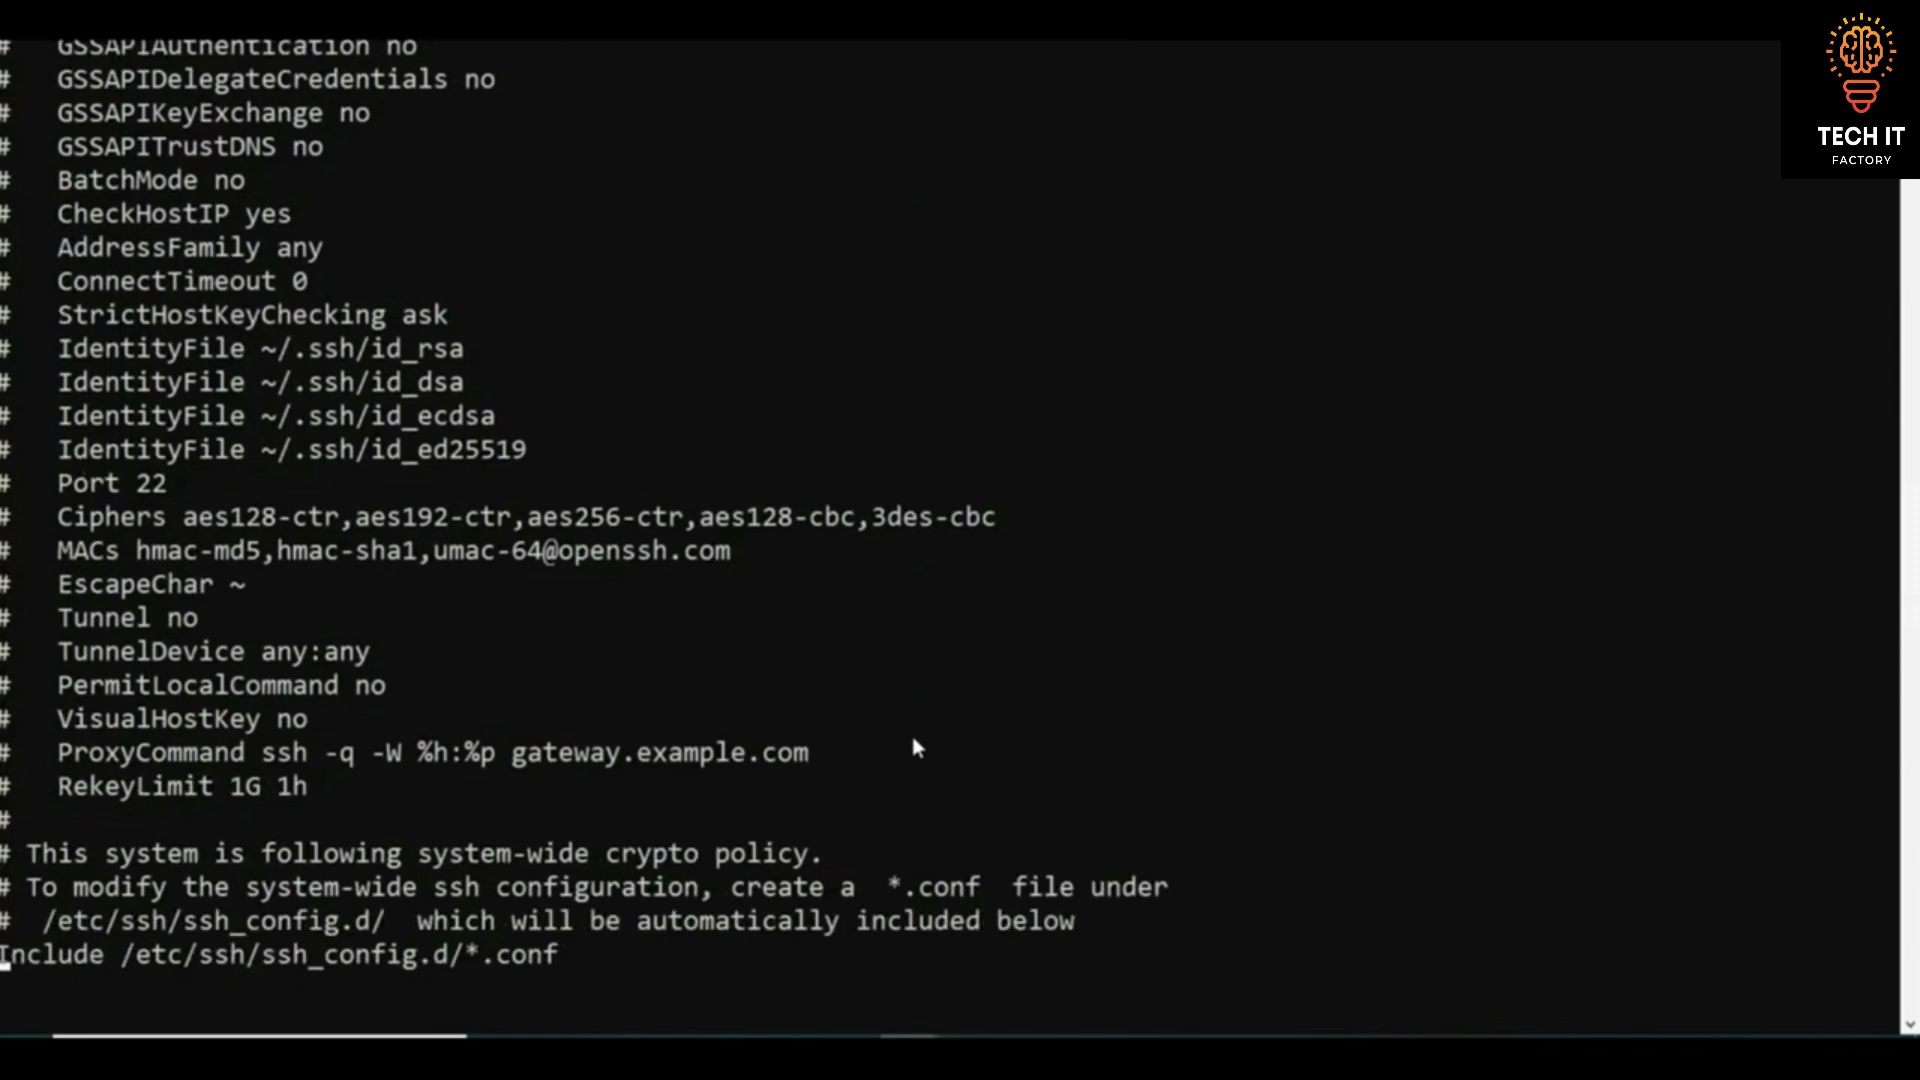 #   GSSAPIAuthentication no
#   GSSAPIDelegateCredentials no
#   GSSAPIKeyExchange no
#   GSSAPITrustDNS no
#   BatchMode no
#   CheckHostIP yes
#   AddressFamily any
#   ConnectTimeout 0
#   StrictHostKeyChecking ask
#   IdentityFile ~/.ssh/id_rsa
#   IdentityFile ~/.ssh/id_dsa
#   IdentityFile ~/.ssh/id_ecdsa
#   IdentityFile ~/.ssh/id_ed25519
#   Port 22
#   Ciphers aes128-ctr,aes192-ctr,aes256-ctr,aes128-cbc,3des-cbc
#   MACs hmac-md5,hmac-sha1,umac-64@openssh.com
#   EscapeChar ~
#   Tunnel no
#   TunnelDevice any:any
#   PermitLocalCommand no
#   VisualHostKey no
#   ProxyCommand ssh -q -W %h:%p gateway.example.com
#   RekeyLimit 1G 1h
#
# This system is following system-wide crypto policy.
# To modify the system-wide ssh configuration, create a  *.conf  file under
#  /etc/ssh/ssh_config.d/  which will be automatically included below
Include /etc/ssh/ssh_config.d/*.conf
TECH IT
FACTORY